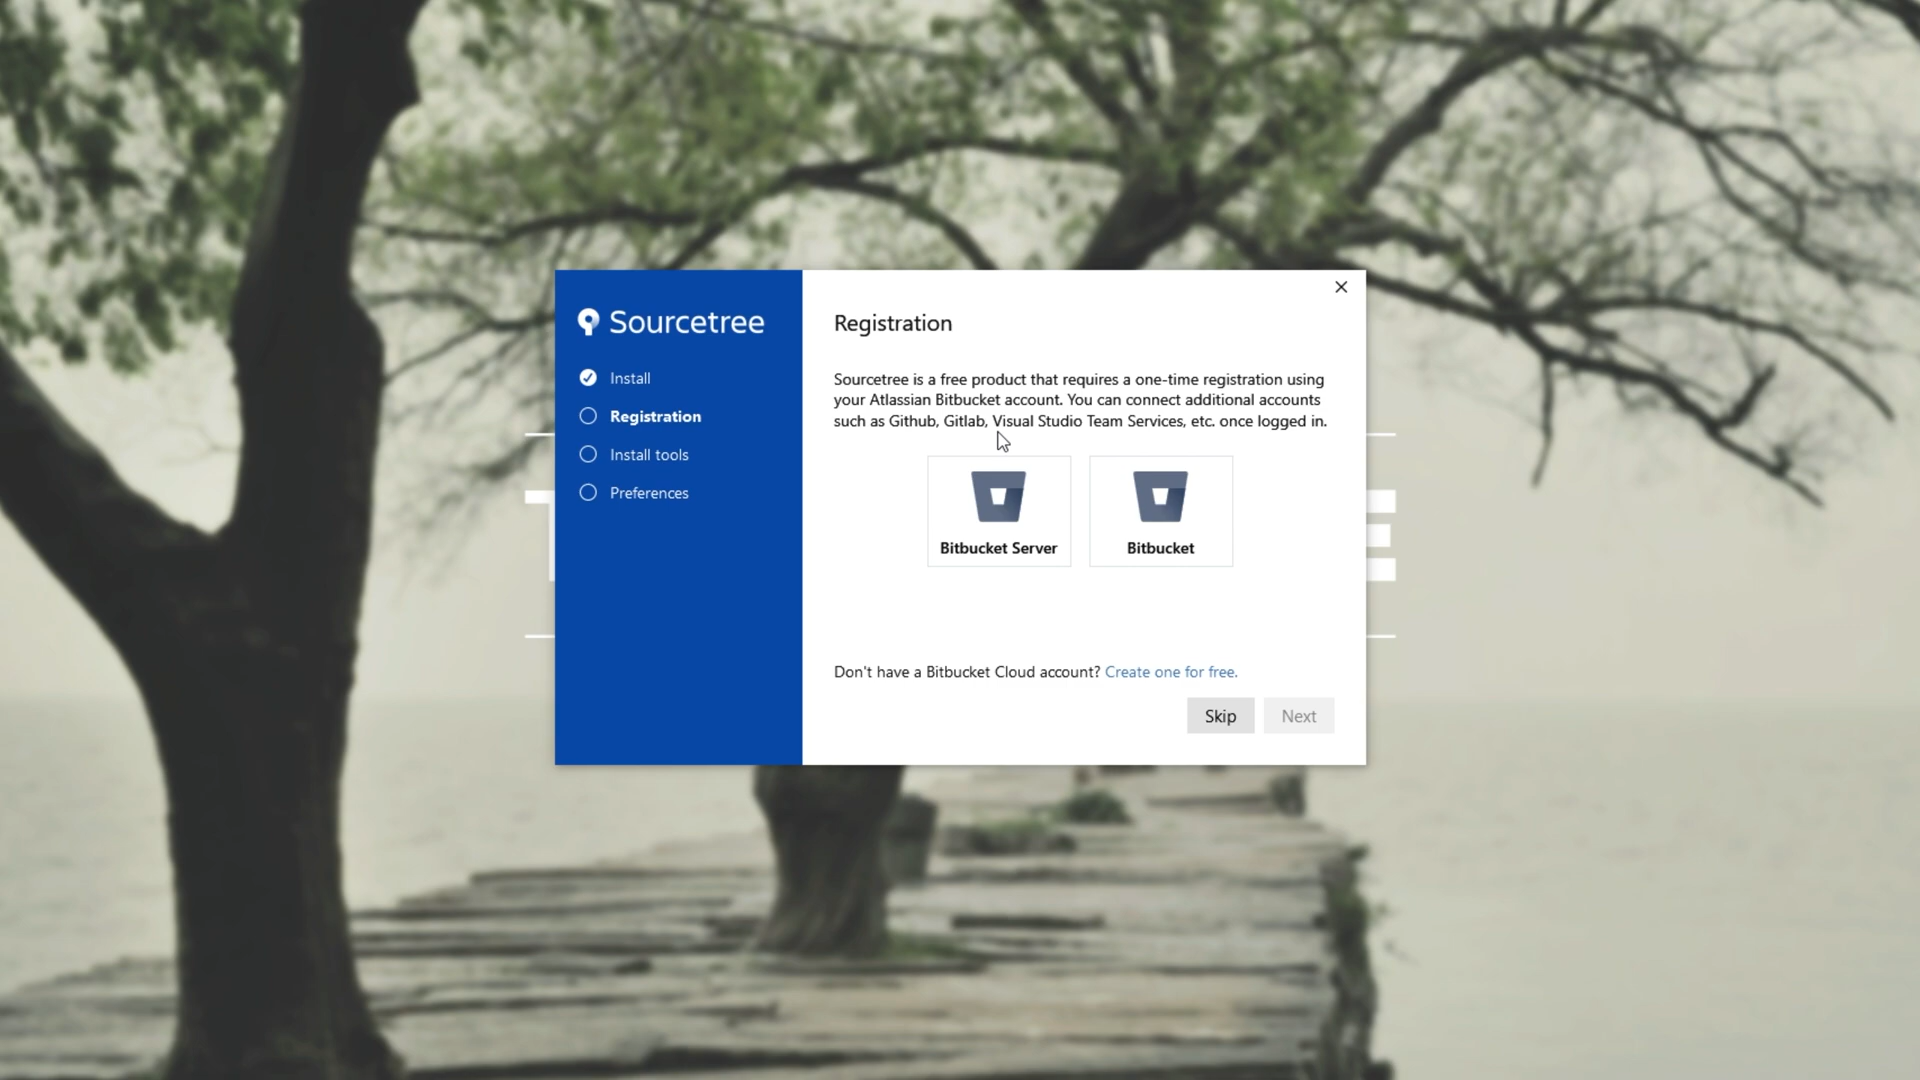 Sourcetree
Install
Registration
Install tools
Preferences
Registration
Sourcetree is a free product that requires a one-time registration using
your Atlassian Bitbucket account. You can connect additional accounts
such as Github, Gitlab, Visual Studio Team Services, etc. once logged in.
Bitbucket Server
Bitbucket
Don't have a Bitbucket Cloud account? Create one for free.
Skip
Next